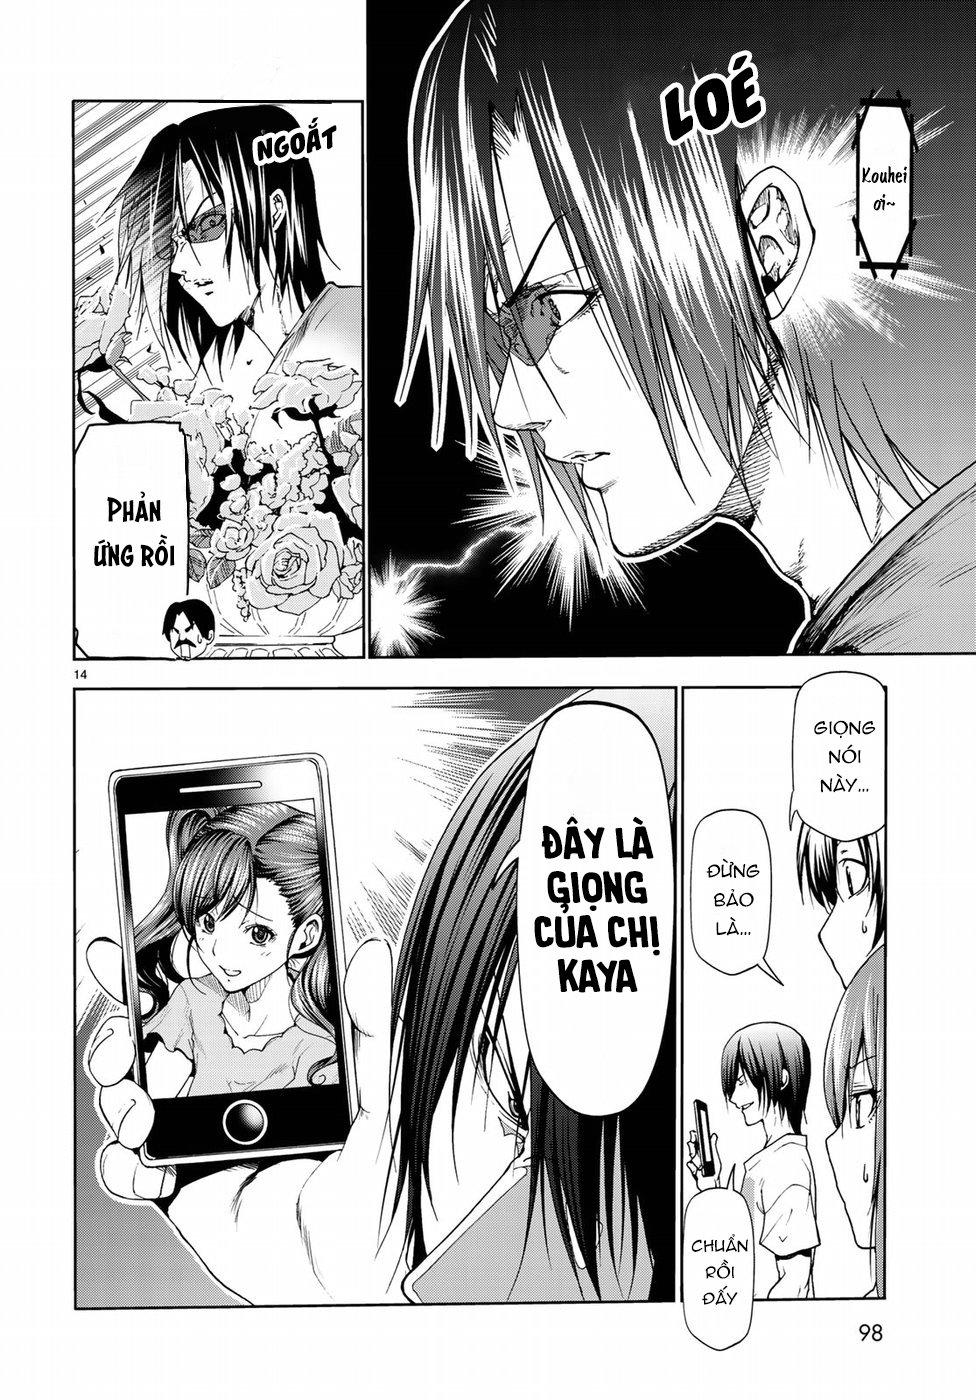 Kouhei
ơi~
LOÉ
NGOẮT
PHẢN
ỨNG RỒI
14
GIỌNG
NÓI
NÀY...
ĐỪNG
BẢO
LÀ...
CHUẨN
RỒI
ĐẤY
ĐÂY LÀ
GIỌNG
CỦA CHỊ
KAYA
98